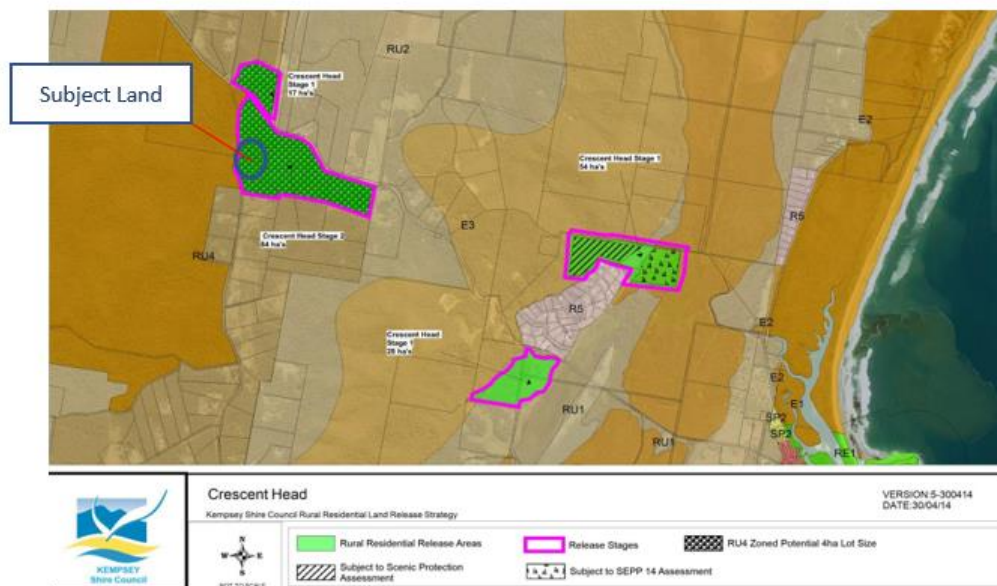 RU2
Subject Land
Crescent Head
Stage 1
17 ha's
E2
Crescent Head Stage 1
54 ha's
R5
E3
Crescent Head Stage 2
84 ha's
RU4
R5
E2
Crescent Head
Stage 1
28 ha's
E2
E1
RU1
SP2
SP2
RU1
RE1
Crescent Head
Kempsey Shire Council Rural Residential Land Release Strategy
VERSION:5-300414
DATE:30/04/14
N
W E
S
NOT TO SCALE
KEMPSEY
Shire Council
Rural Residential Release Areas
Release Stages
RU4 Zoned Potential 4ha Lot Size
Subject to Scenic Protection
Assessment
Subject to SEPP 14 Assessment